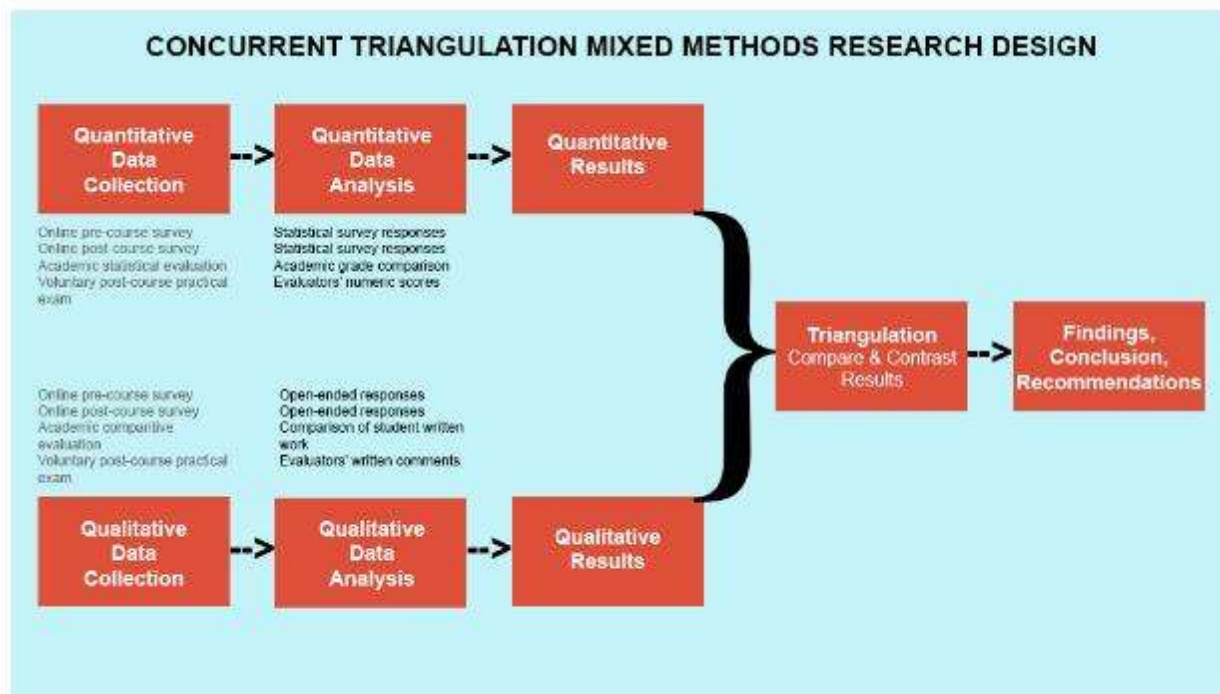 CONCURRENT TRIANGULATION MIXED METHODS RESEARCH DESIGN
Quantitative
Data
Collection
-->
Quantitative
Data
Analysis
-->
Quantitative
Results
Online pre-course survey
Online post-course survey
Academic statistical evaluation
Voluntary post-course practical
exam
Statistical survey responses
Statistical survey responses
Academic grade comparison
Evaluators' numeric scores
}
Triangulation
Compare & Contrast
Results
-->
Findings,
Conclusion,
Recommendations
Online pre-course survey
Online post-course survey
Academic comparitive
evaluation
Voluntary post-course practical
exam
Open-ended responses
Open-ended responses
Comparison of student written
work
Evaluators' written comments
Qualitative
Data
Collection
-->
Qualitative
Data
Analysis
-->
Qualitative
Results